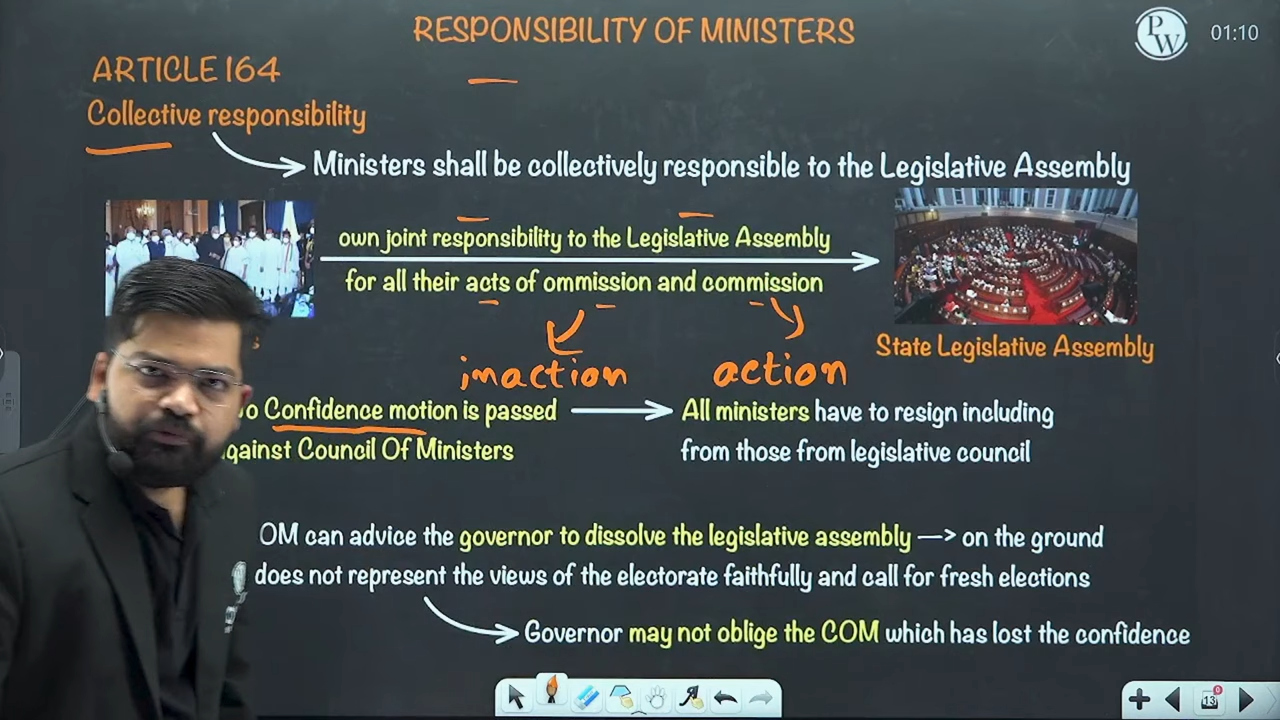 RESPONSIBILITY OF MINISTERS
PW
01:10
ARTICLE 164
Collective responsibility
Ministers shall be collectively responsible to the Legislative Assembly
own joint responsibility to the Legislative Assembly
for all their acts of ommission and commission
inaction
action
State Legislative Assembly
Confidence motion is passed
All ministers have to resign including
Council Of Ministers
from those from legislative council
OM can advice the governor to dissolve the legislative assembly —> on the ground
does not represent the views of the electorate faithfully and call for fresh elections
Governor may not oblige the COM which has lost the confidence
13